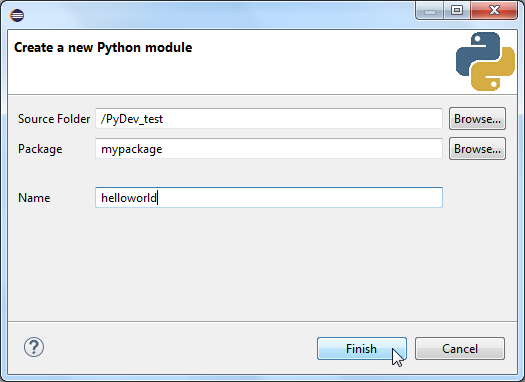 Create a new Python module
Source Folder /PyDev_test Browse...
Package mypackage Browse...
Name helloworld
? Finish Cancel